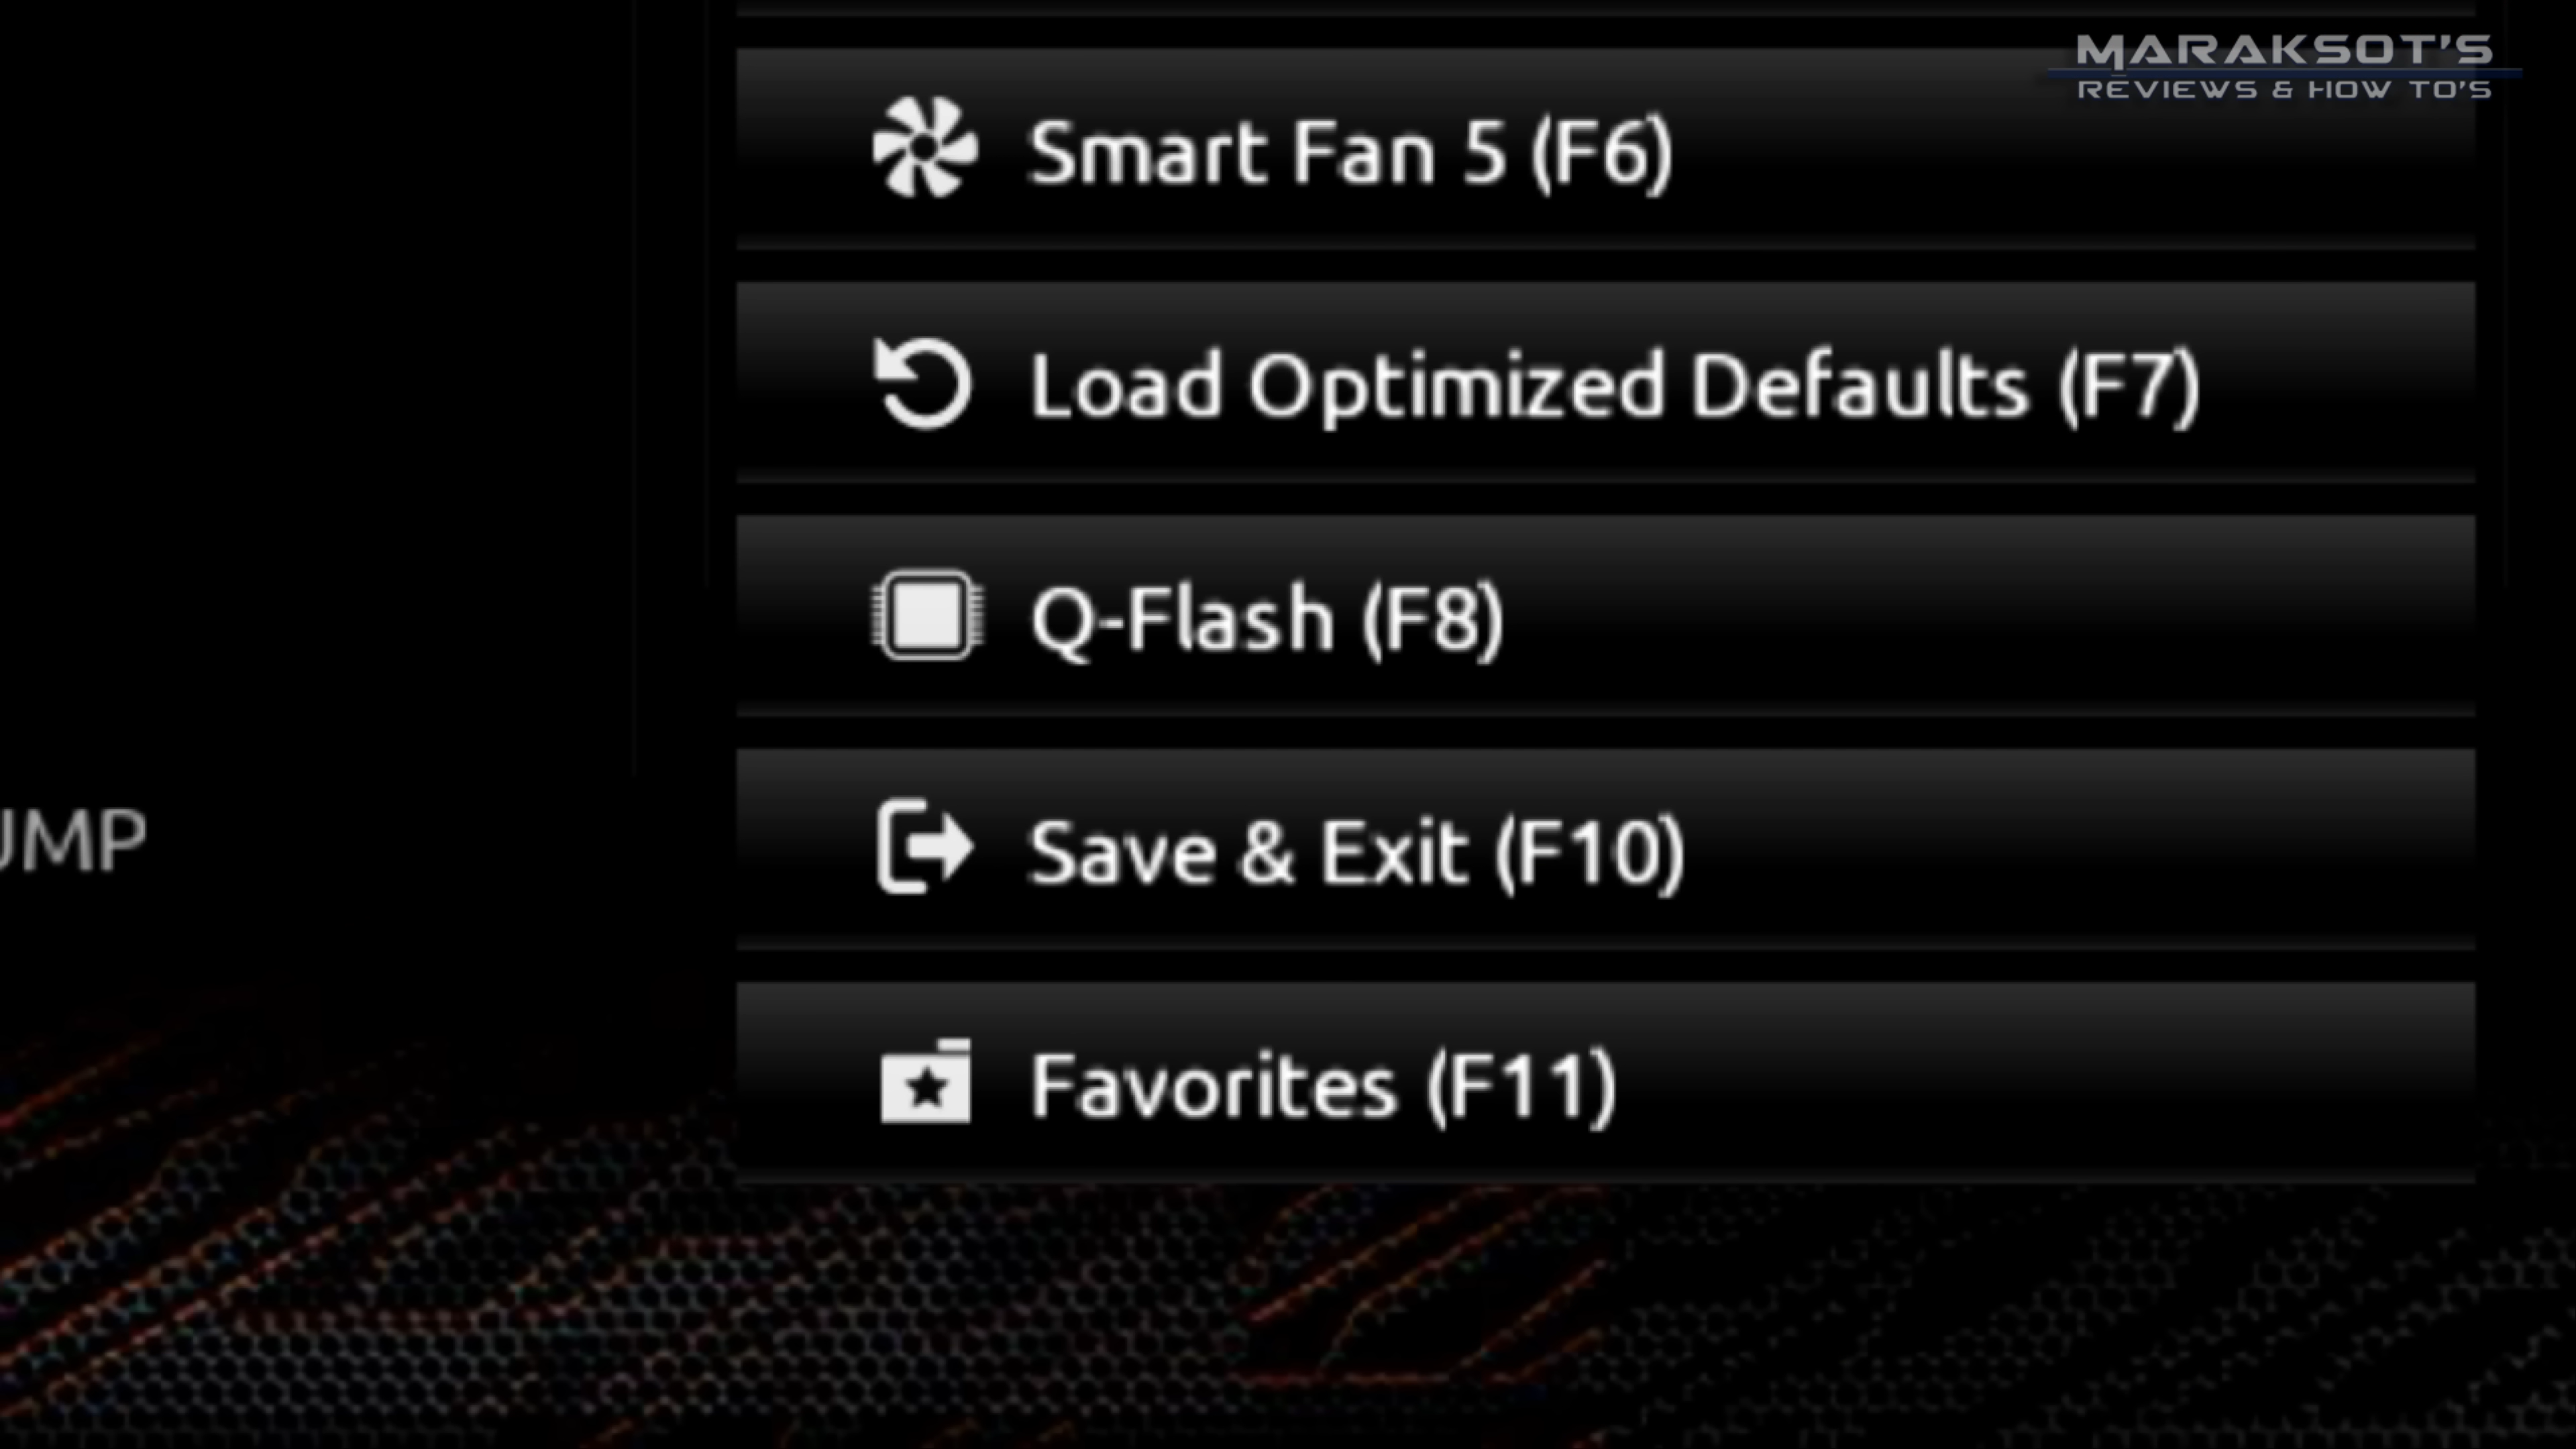 MARAKSOT'S
REVIEWS & HOW TO'S
Smart Fan 5 (F6)
Load Optimized Defaults (F7)
Q-Flash (F8)
Save & Exit (F10)
UMP
Favorites (F11)